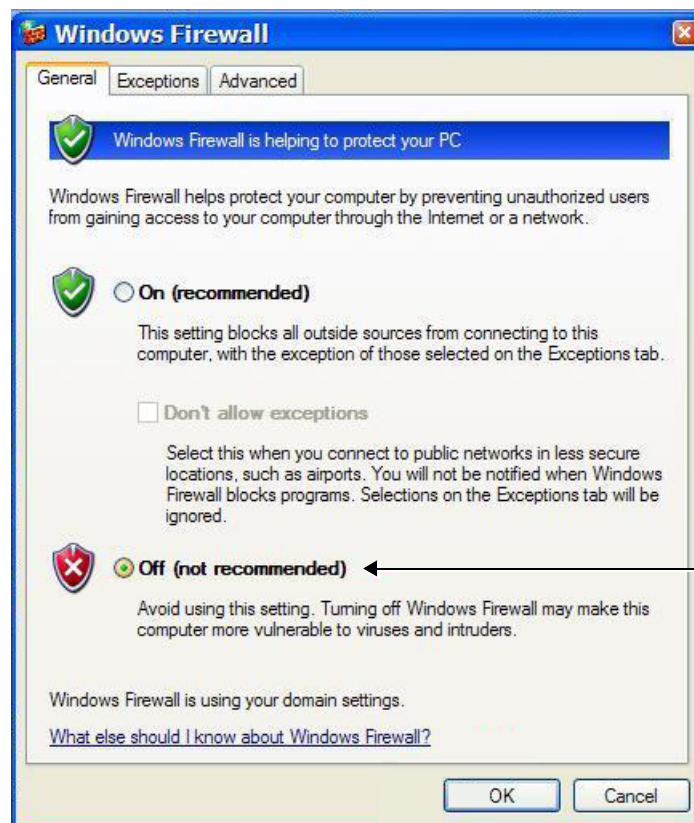 Windows Firewall
General Exceptions Advanced
Windows Firewall is helping to protect your PC
Windows Firewall helps protect your computer by preventing unauthorized users
from gaining access to your computer through the Internet or a network.
On (recommended)
This setting blocks all outside sources from connecting to this
computer, with the exception of those selected on the Exceptions tab.
Don't allow exceptions
Select this when you connect to public networks in less secure
locations, such as airports. You will not be notified when Windows
Firewall blocks programs. Selections on the Exceptions tab will be
ignored.
Off (not recommended)
Avoid using this setting. Turning off Windows Firewall may make this
computer more vulnerable to viruses and intruders.
Windows Firewall is using your domain settings.
What else should I know about Windows Firewall?
OK Cancel